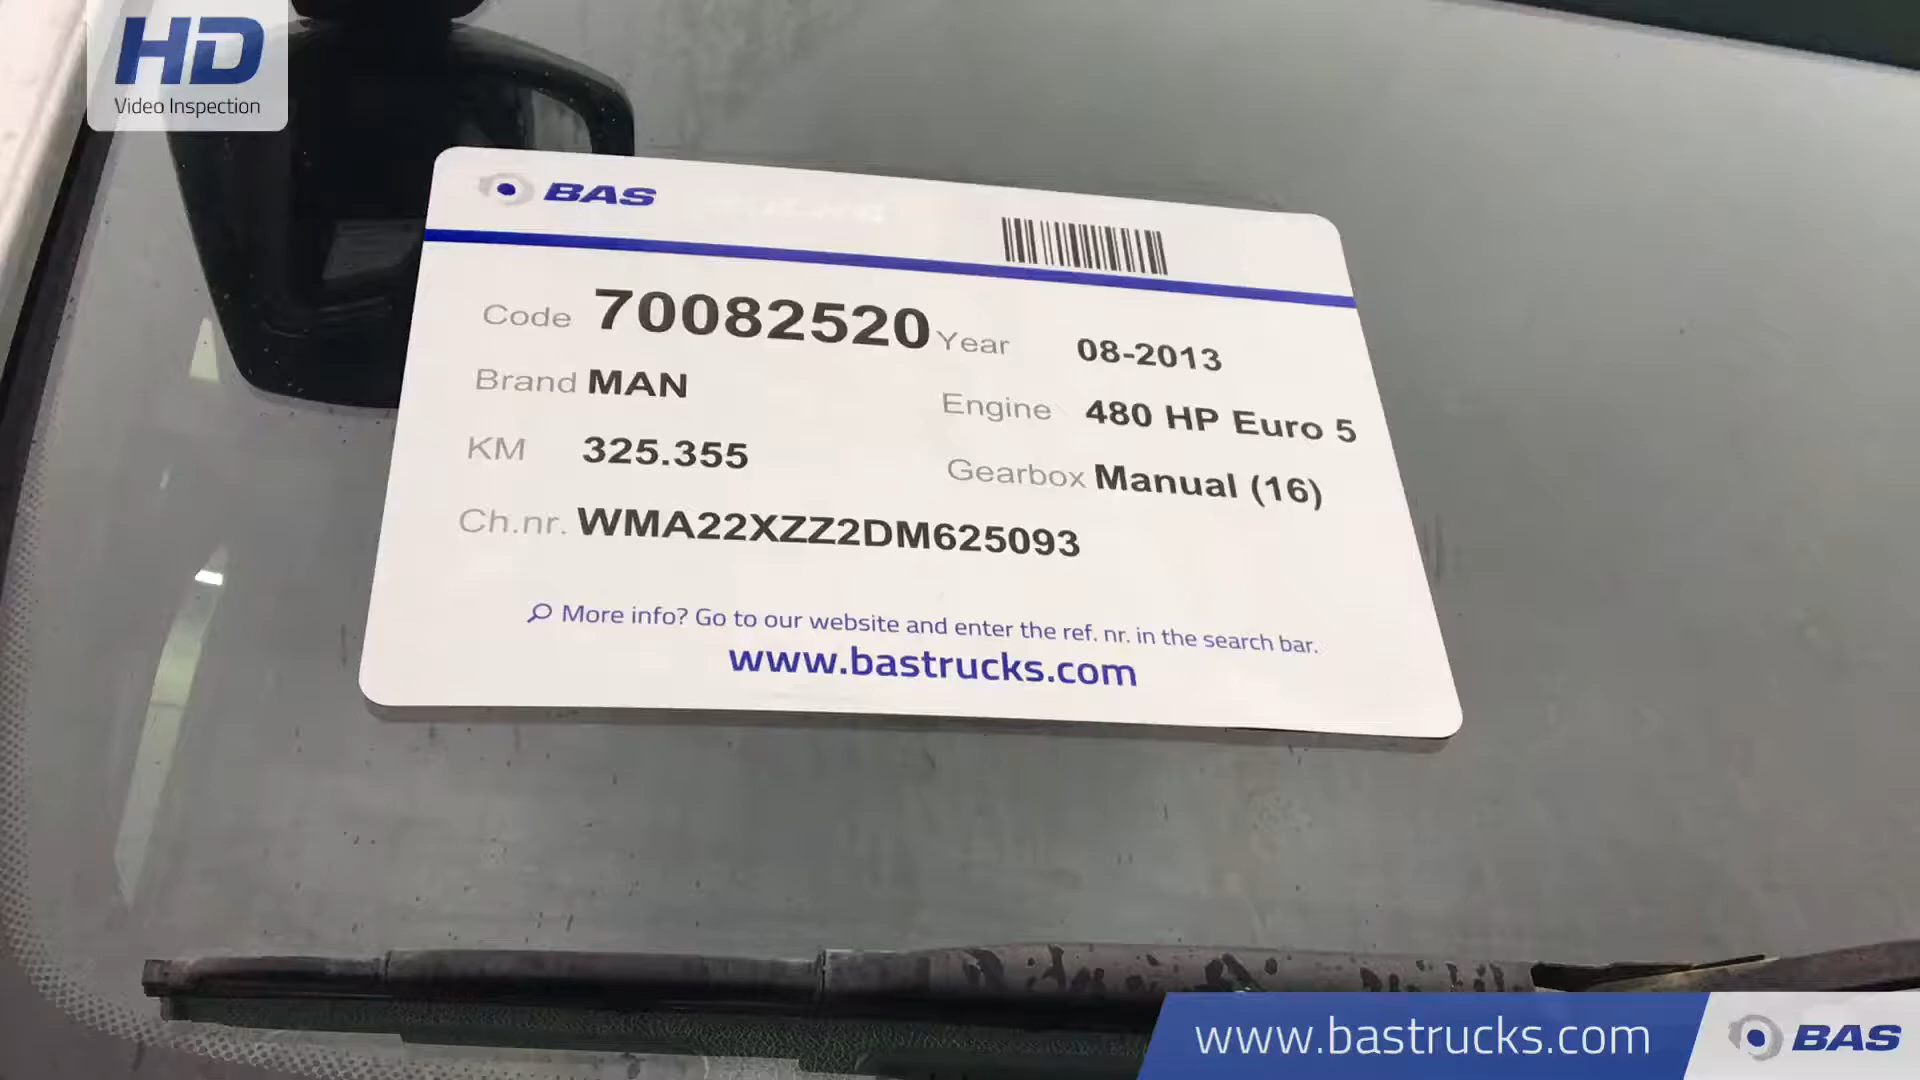 HD
Video Inspection
BAS
Code 70082520 Year 08-2013
Brand MAN Engine 480 HP Euro 5
KM 325.355 Gearbox Manual (16)
Ch.nr. WMA22XZZ2DM625093
More info? Go to our website and enter the ref. nr. in the search bar.
www.bastrucks.com
www.bastrucks.com BAS